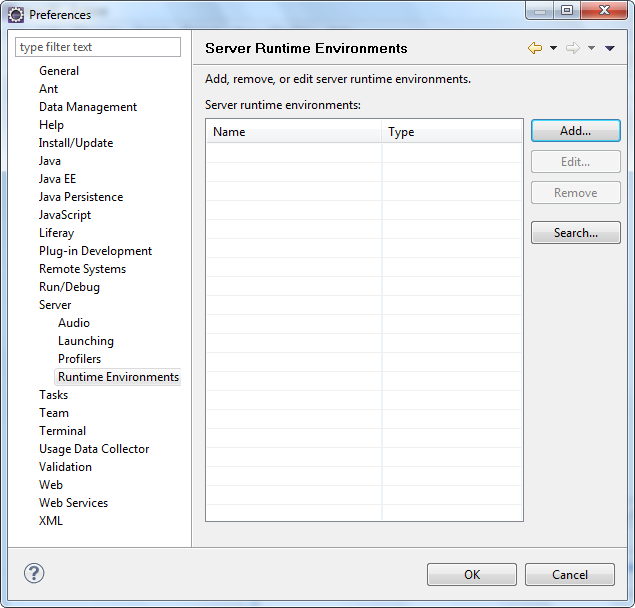 Preferences
type filter text
General
Ant
Data Management
Help
Install/Update
Java
Java EE
Java Persistence
JavaScript
Liferay
Plug-in Development
Remote Systems
Run/Debug
Server
Audio
Launching
Profilers
Runtime Environments
Tasks
Team
Terminal
Usage Data Collector
Validation
Web
Web Services
XML
Server Runtime Environments
Add, remove, or edit server runtime environments.
Server runtime environments:
Name Type
Add...
Edit...
Remove
Search...
?
OK Cancel